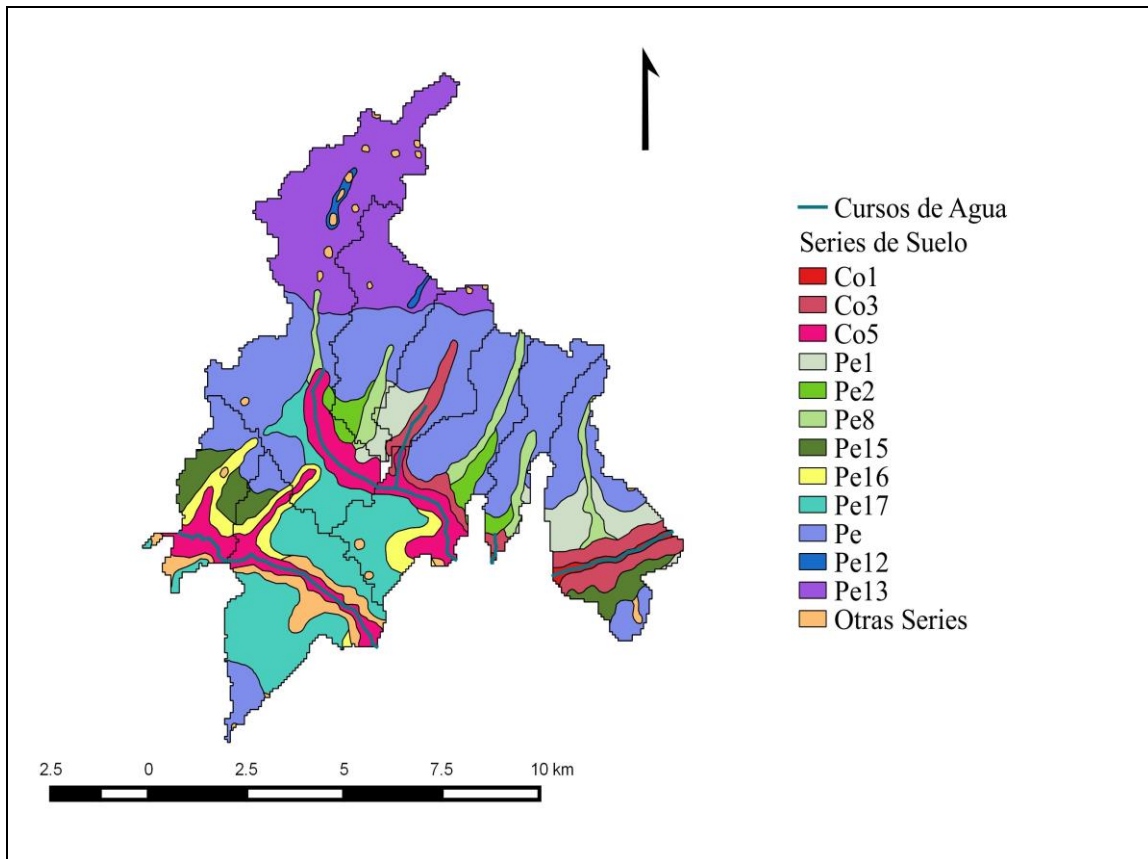 Cursos de Agua
Series de Suelo
Co1
Co3
Co5
Pe1
Pe2
Pe8
Pe15
Pe16
Pe17
Pe
Pe12
Pe13
Otras Series
2.5 0 2.5 5 7.5 10 km